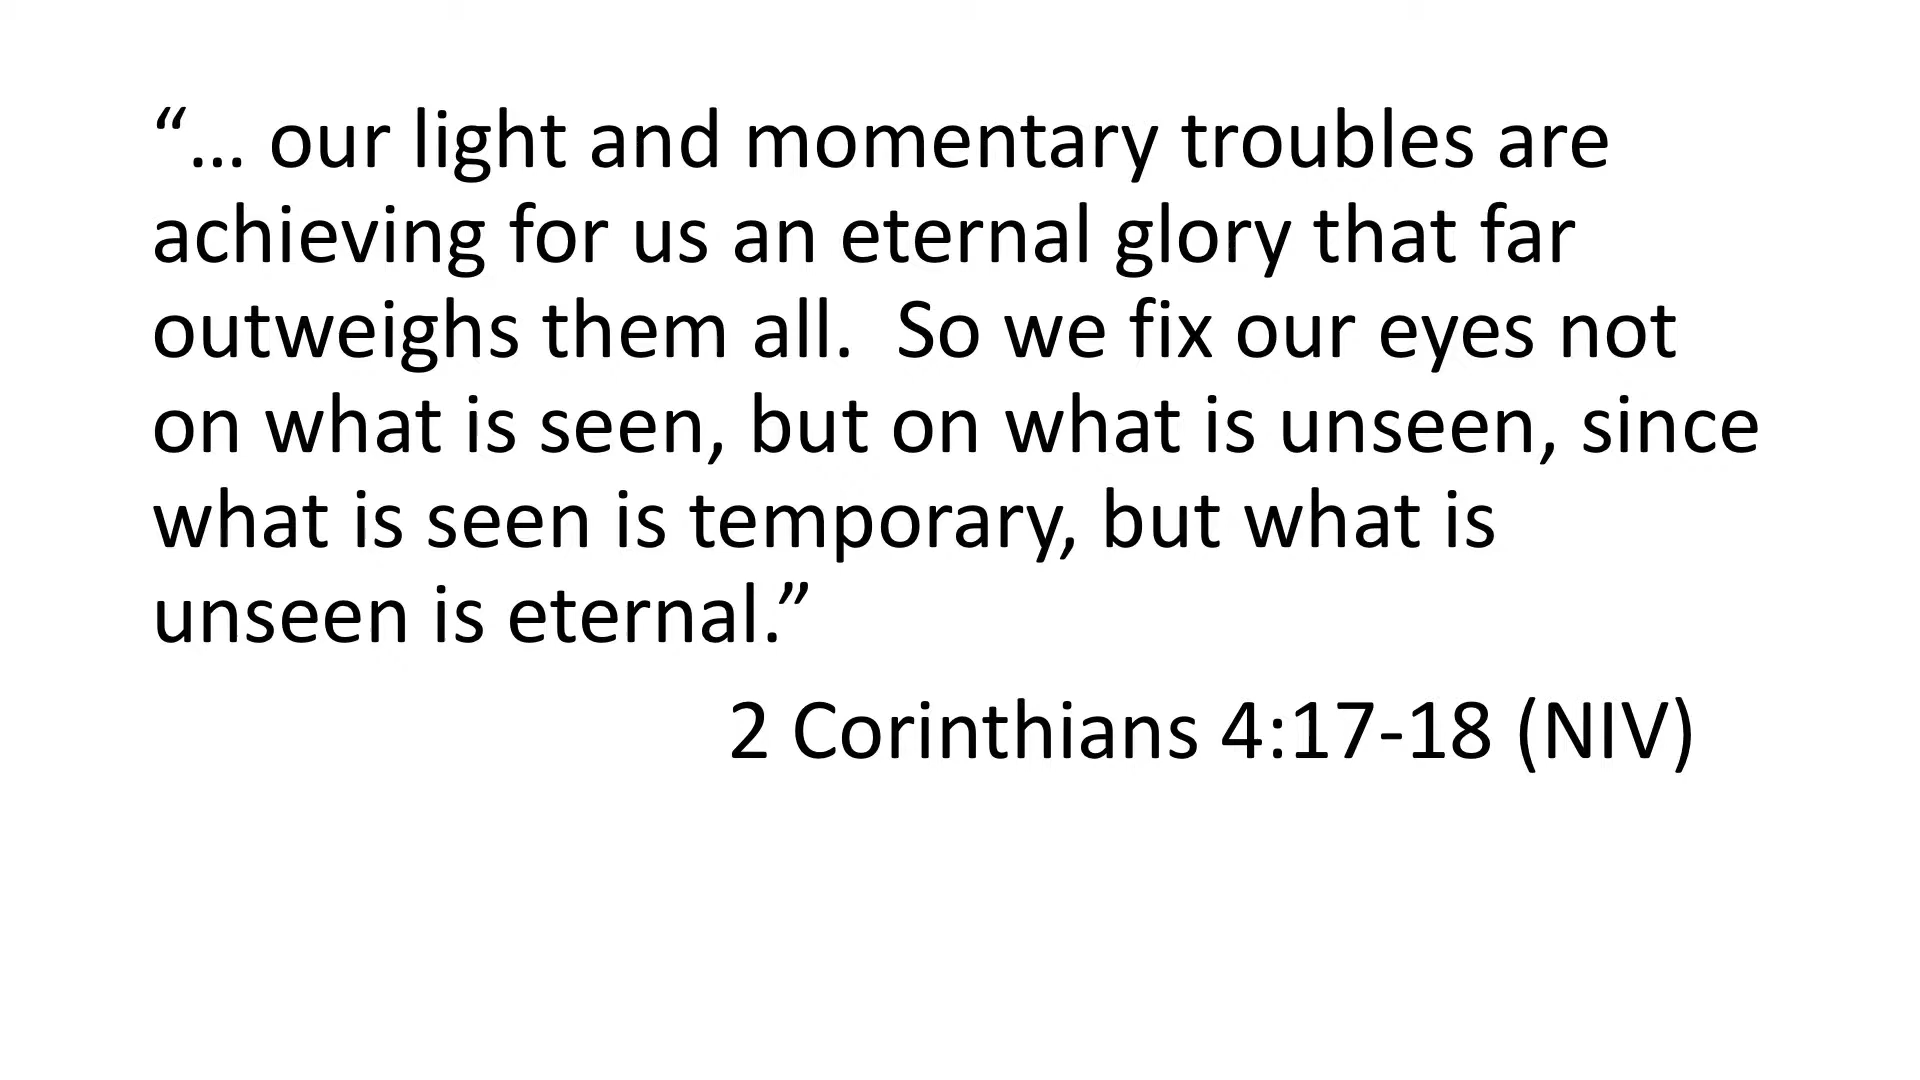 “… our light and momentary troubles are
achieving for us an eternal glory that far
outweighs them all.  So we fix our eyes not
on what is seen, but on what is unseen, since
what is seen is temporary, but what is
unseen is eternal.”
2 Corinthians 4:17-18 (NIV)